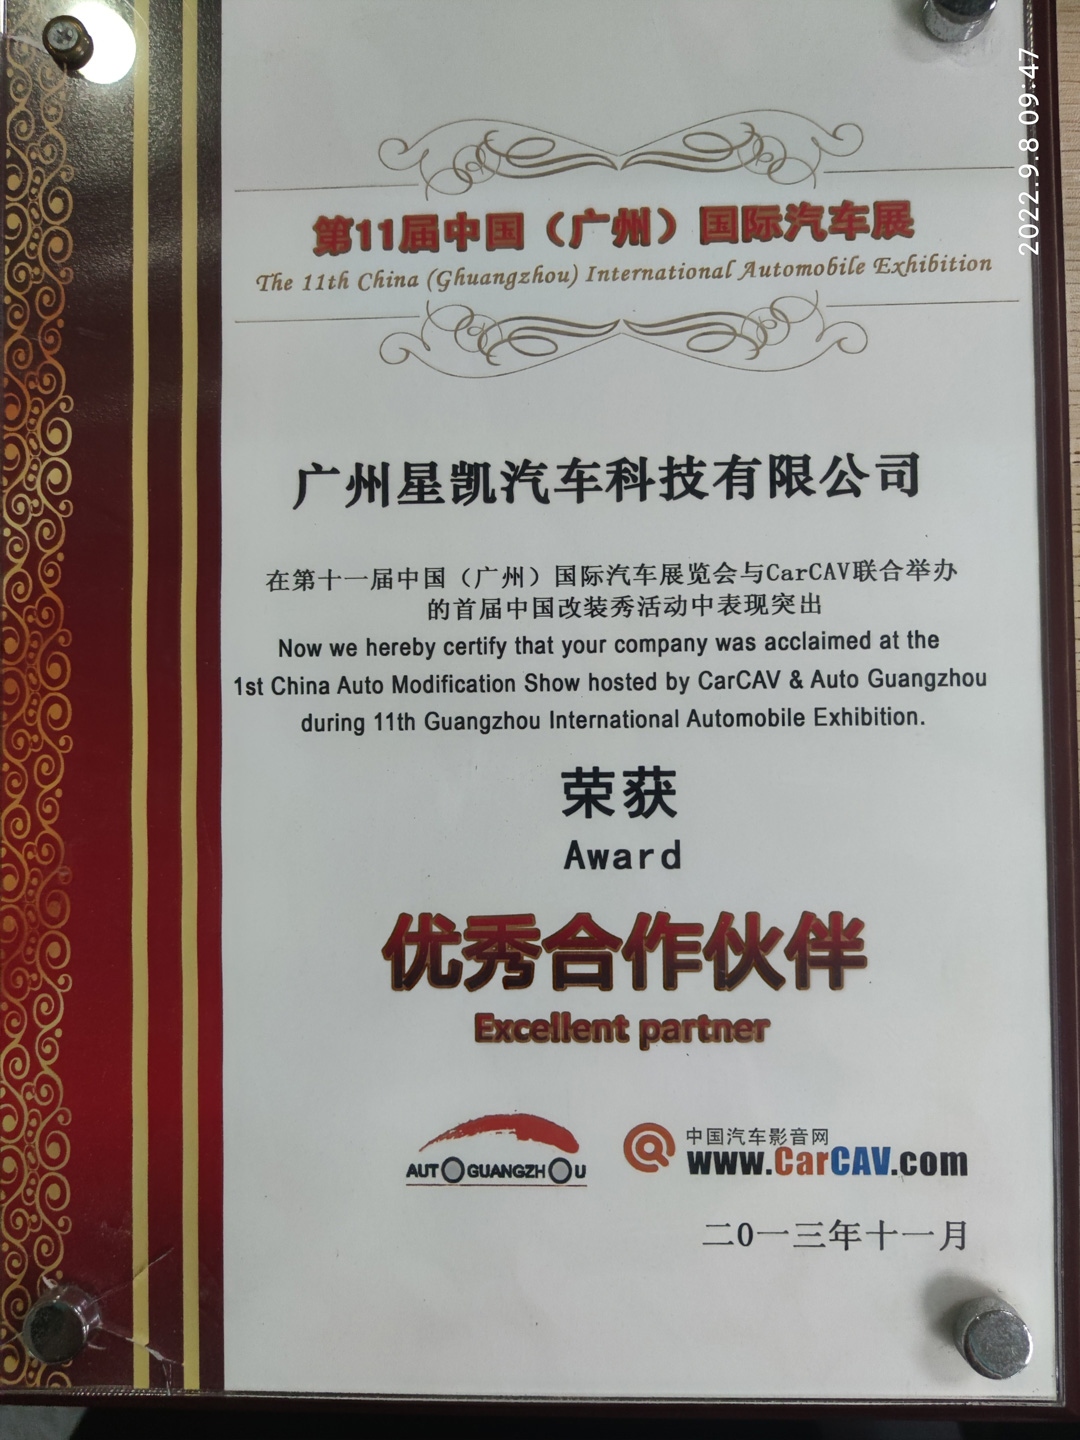 第11届中国（广州）国际汽车展
The 11th China (Ghuangzhou) International Automobile Exhibition
广州星凯汽车科技有限公司
在第十一届中国（广州）国际汽车展览会与CarCAV联合举办
的首届中国改装秀活动中表现突出
Now we hereby certify that your company was acclaimed at the
1st China Auto Modification Show hosted by CarCAV & Auto Guangzhou
during 11th Guangzhou International Automobile Exhibition.
荣获
Award
优秀合作伙伴
Excellent partner
AUTOGUANGZHOU
中国汽车影音网
www.CarCAV.com
二0一三年十一月
2022.9.8 09:47